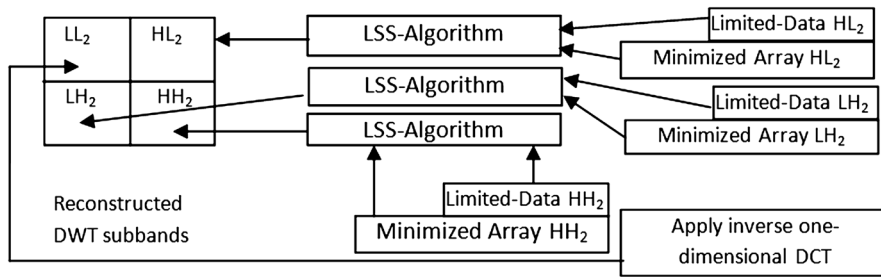 LL₂ HL₂
LH₂ HH₂
Reconstructed
DWT subbands
LSS-Algorithm
LSS-Algorithm
LSS-Algorithm
Limited-Data HL₂
Minimized Array HL₂
Limited-Data LH₂
Minimized Array LH₂
Limited-Data HH₂
Minimized Array HH₂
Apply inverse one-
dimensional DCT